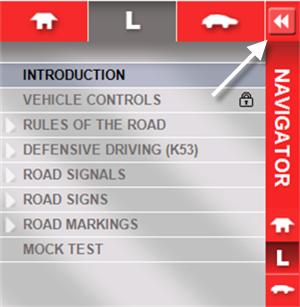 L
INTRODUCTION
VEHICLE CONTROLS
RULES OF THE ROAD
DEFENSIVE DRIVING (K53)
ROAD SIGNALS
ROAD SIGNS
ROAD MARKINGS
MOCK TEST
NAVIGATOR
L